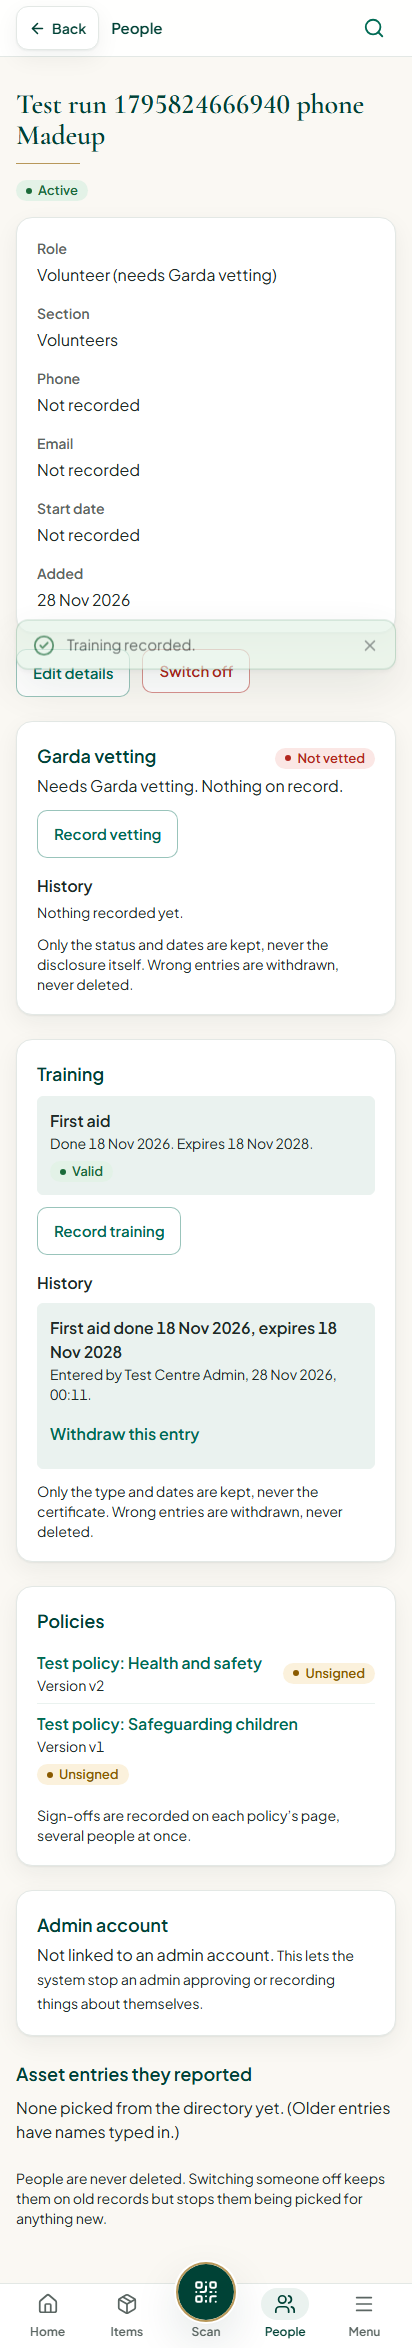 Back People
Test run 1795824666940 phone
Madeup
Active
Role
Volunteer (needs Garda vetting)
Section
Volunteers
Phone
Not recorded
Email
Not recorded
Start date
Not recorded
Added
28 Nov 2026
Training recorded.
Edit details Switch off
Garda vetting Not vetted
Needs Garda vetting. Nothing on record.
Record vetting
History
Nothing recorded yet.
Only the status and dates are kept, never the
disclosure itself. Wrong entries are withdrawn,
never deleted.
Training
First aid
Done 18 Nov 2026. Expires 18 Nov 2028.
Valid
Record training
History
First aid done 18 Nov 2026, expires 18
Nov 2028
Entered by Test Centre Admin, 28 Nov 2026,
00:11.
Withdraw this entry
Only the type and dates are kept, never the
certificate. Wrong entries are withdrawn, never
deleted.
Policies
Test policy: Health and safety Unsigned
Version v2
Test policy: Safeguarding children
Version v1
Unsigned
Sign-offs are recorded on each policy's page,
several people at once.
Admin account
Not linked to an admin account. This lets the
system stop an admin approving or recording
things about themselves.
Asset entries they reported
None picked from the directory yet. (Older entries
have names typed in.)
People are never deleted. Switching someone off keeps
them on old records but stops them being picked for
anything new.
Home Items Scan People Menu